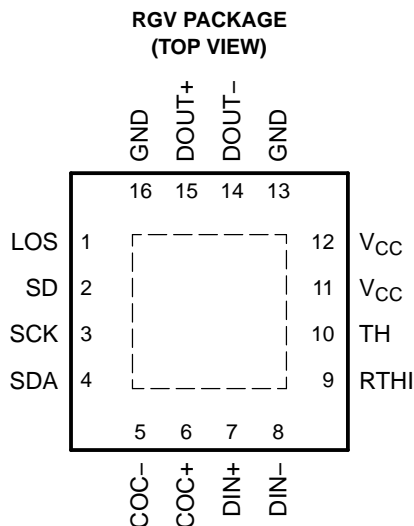 RGV PACKAGE
(TOP VIEW)
GND DOUT+ DOUT− GND
16 15 14 13
LOS 1 12 VCC
SD 2 11 VCC
SCK 3 10 TH
SDA 4 9 RTHI
5 6 7 8
COC− COC+ DIN+ DIN−